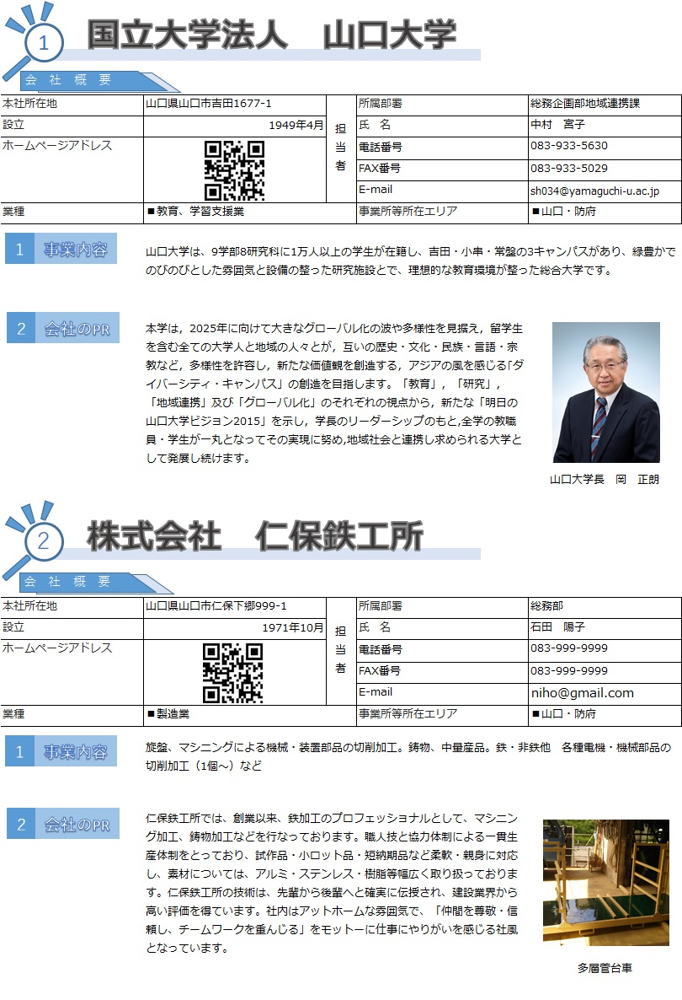 1
国立大学法人　山口大学
会　社　概　要
本社所在地 山口県山口市吉田1677-1 担当者 所属部署 総務企画部地域連携課
設立 1949年4月 氏　名 中村　宮子
ホームページアドレス 電話番号 083-933-5630
FAX番号 083-933-5029
E-mail sh034@yamaguchi-u.ac.jp
業種 ■教育、学習支援業 事業所等所在エリア ■山口・防府
1 事業内容
山口大学は、9学部8研究科に1万人以上の学生が在籍し、吉田・小串・常盤の3キャンパスがあり、緑豊かで
のびのびとした雰囲気と設備の整った研究施設とで、理想的な教育環境が整った総合大学です。
2 会社のPR
本学は，2025年に向けて大きなグローバル化の波や多様性を見据え，留学生
を含む全ての大学人と地域の人々とが，互いの歴史・文化・民族・言語・宗
教など，多様性を許容し，新たな価値観を創造する，アジアの風を感じる「ダ
イバーシティ・キャンパス」の創造を目指します。「教育」，「研究」，
「地域連携」及び「グローバル化」のそれぞれの視点から，新たな「明日の
山口大学ビジョン2015」を示し，学長のリーダーシップのもと,全学の教職
員・学生が一丸となってその実現に努め,地域社会と連携し求められる大学と
して発展し続けます。
山口大学長　岡　正朗
2
株式会社　仁保鉄工所
会　社　概　要
本社所在地 山口県山口市仁保下郷999-1 担当者 所属部署 総務部
設立 1971年10月 氏　名 石田　陽子
ホームページアドレス 電話番号 083-999-9999
FAX番号 083-999-9999
E-mail niho@gmail.com
業種 ■製造業 事業所等所在エリア ■山口・防府
1 事業内容
旋盤、マシニングによる機械・装置部品の切削加工。鋳物、中量産品。鉄・非鉄他　各種電機・機械部品の
切削加工（1個～）など
2 会社のPR
仁保鉄工所では、創業以来、鉄加工のプロフェッショナルとして、マシニン
グ加工、鋳物加工などを行なっております。職人技と協力体制による一貫生
産体制をとっており、試作品・小ロット品・短納期品など柔軟・親身に対応
し、素材については、アルミ・ステンレス・樹脂等幅広く取り扱っておりま
す。仁保鉄工所の技術は、先輩から後輩へと確実に伝授され、建設業界から
高い評価を得ています。社内はアットホームな雰囲気で、「仲間を尊敬・信
頼し、チームワークを重んじる」をモットーに仕事にやりがいを感じる社風
となっています。
多層菅台車